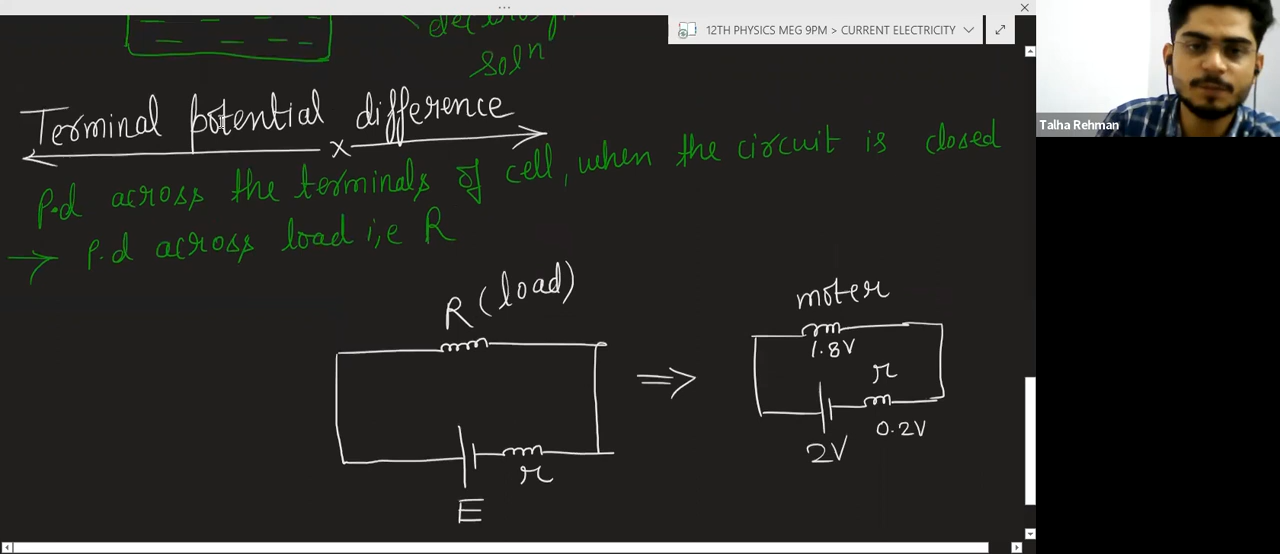 12TH PHYSICS MEG 9PM > CURRENT ELECTRICITY
Talha Rehman
solⁿ
Terminal potential difference
x
P.d across the terminals of cell, when the circuit is closed
→ P.d across load i,e R
R (load)
r
E
⇒
moter
1.8V
r
0.2V
2V